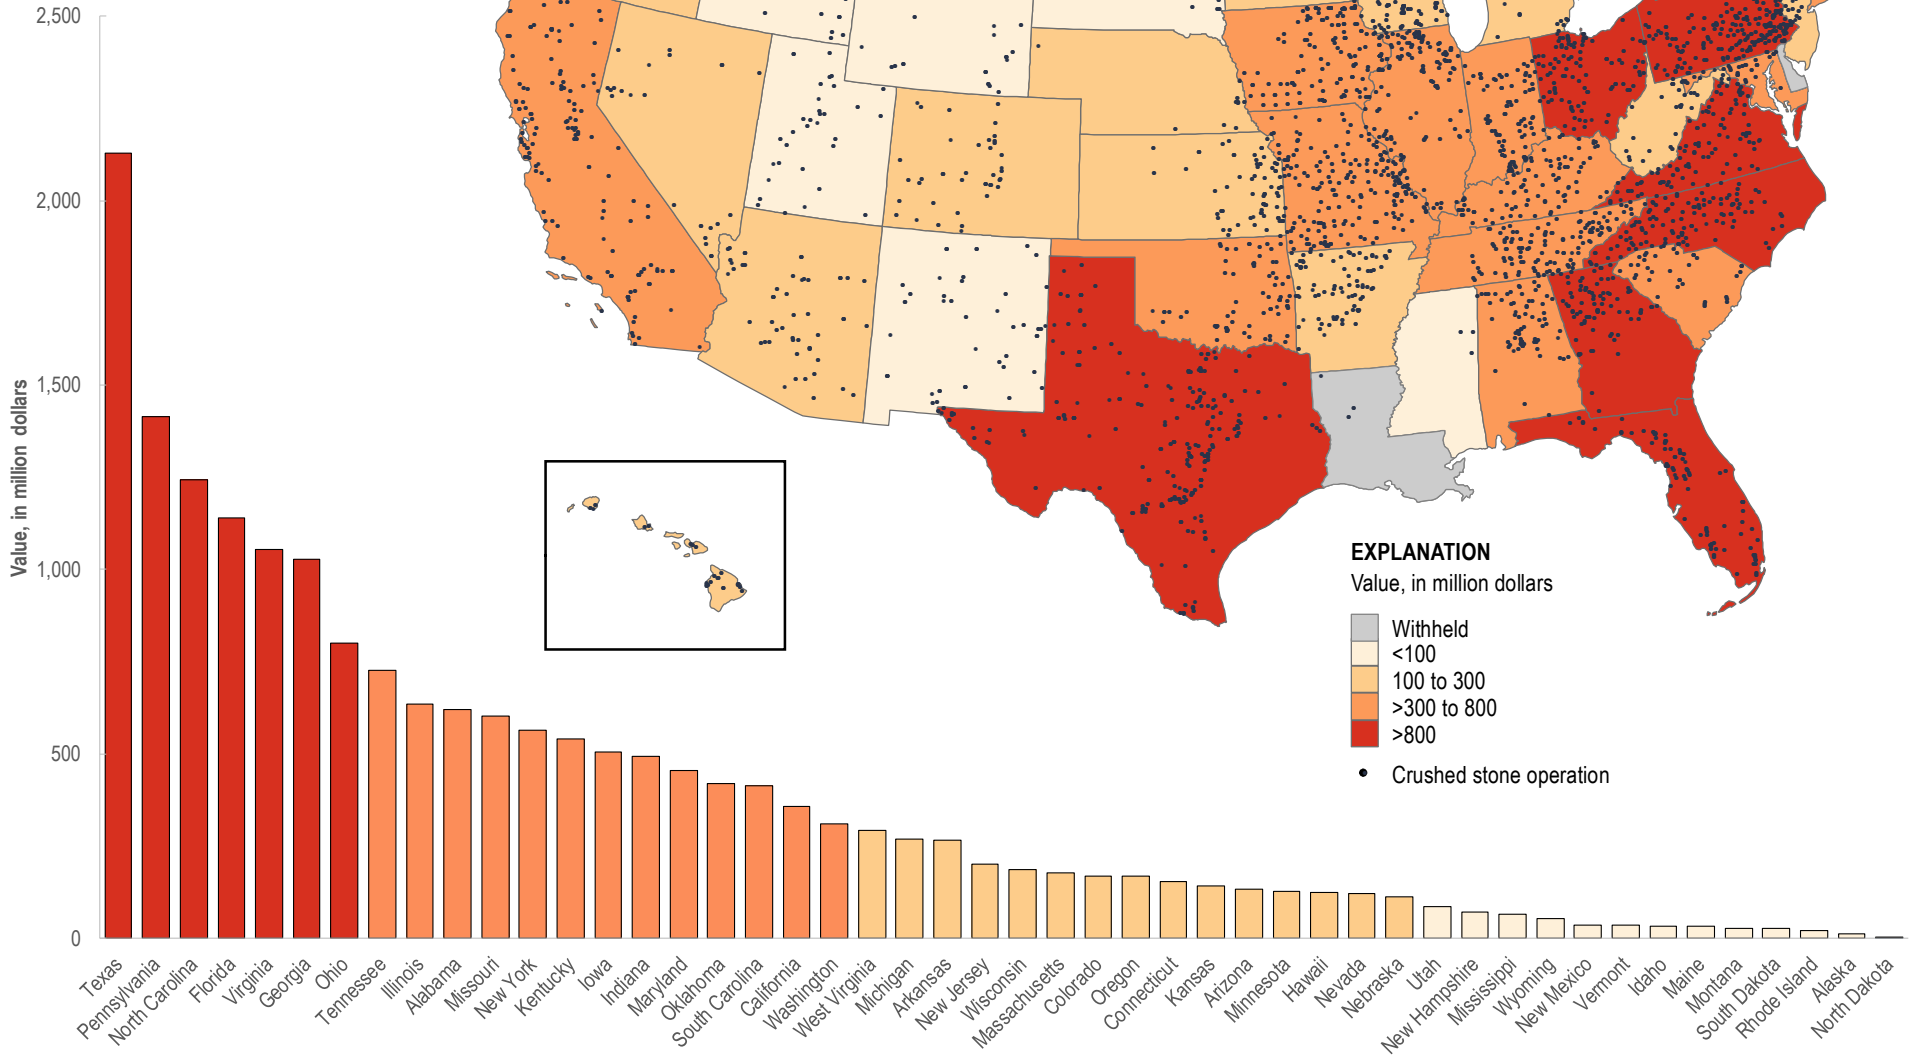 2,500
2,000
1,500
1,000
500
0
Value, in million dollars
EXPLANATION
Value, in million dollars
Withheld
<100
100 to 300
>300 to 800
>800
Crushed stone operation
Texas
Pennsylvania
North Carolina
Florida
Virginia
Georgia
Ohio
Tennessee
Illinois
Alabama
Missouri
New York
Kentucky
Iowa
Indiana
Maryland
Oklahoma
South Carolina
California
Washington
West Virginia
Michigan
Arkansas
New Jersey
Wisconsin
Massachusetts
Colorado
Oregon
Connecticut
Kansas
Arizona
Minnesota
Hawaii
Nevada
Nebraska
Utah
New Hampshire
Mississippi
Wyoming
New Mexico
Vermont
Idaho
Maine
Montana
South Dakota
Rhode Island
Alaska
North Dakota